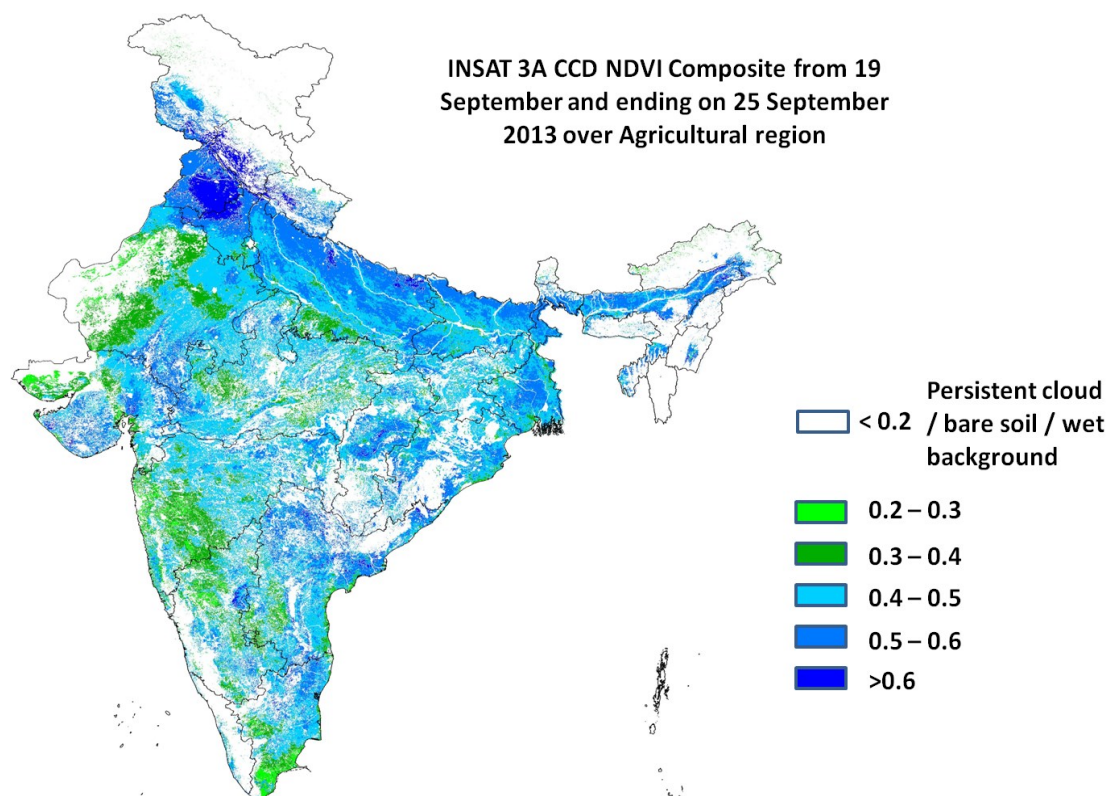 INSAT 3A CCD NDVI Composite from 19
September and ending on 25 September
2013 over Agricultural region
< 0.2 Persistent cloud
/ bare soil / wet
background
0.2 – 0.3
0.3 – 0.4
0.4 – 0.5
0.5 – 0.6
>0.6